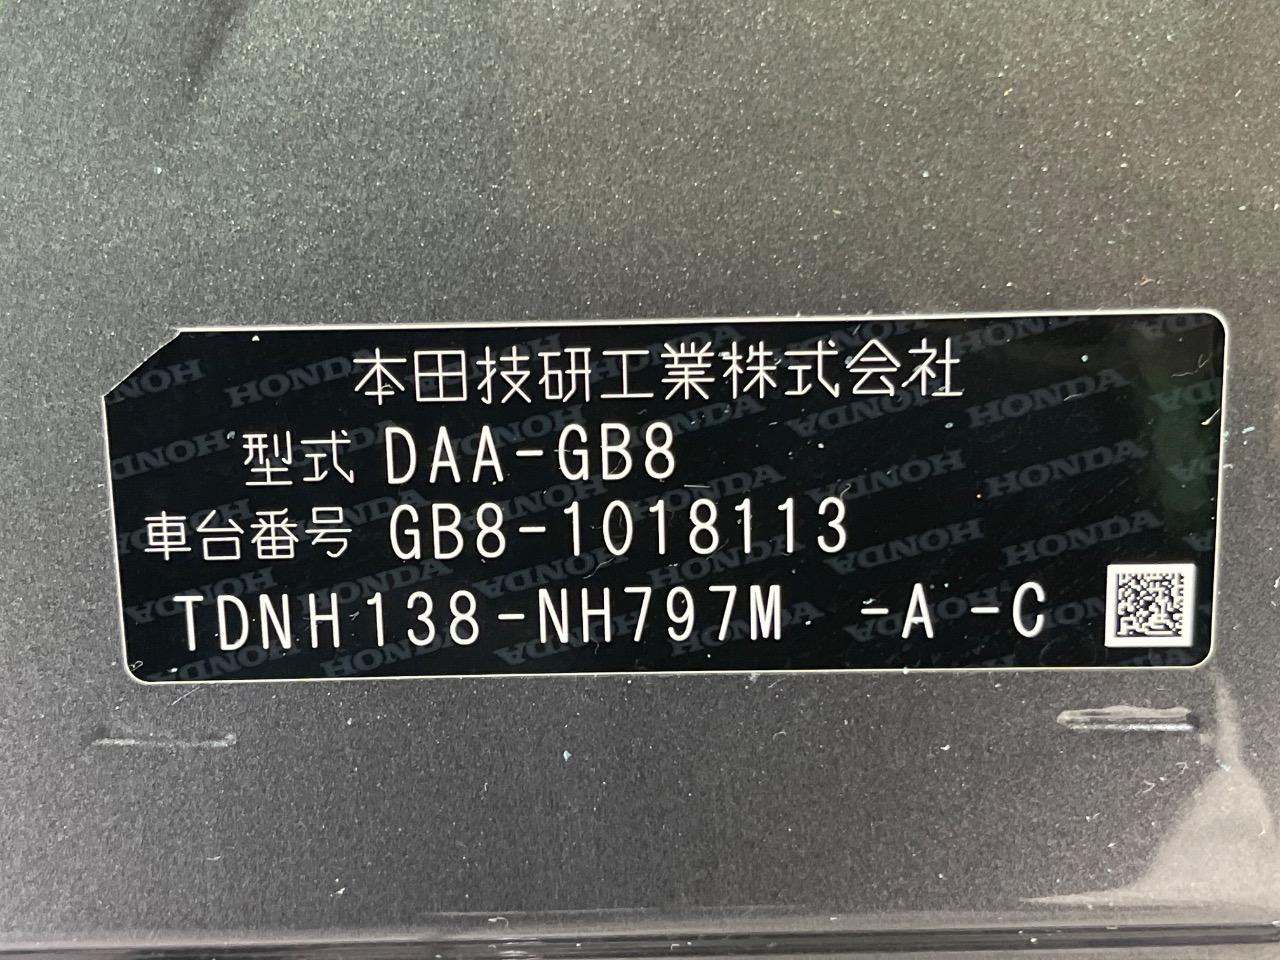 本田技研工業株式会社
型式 DAA-GB8
車台番号 GB8-1018113
TDNH138-NH797M -A -C